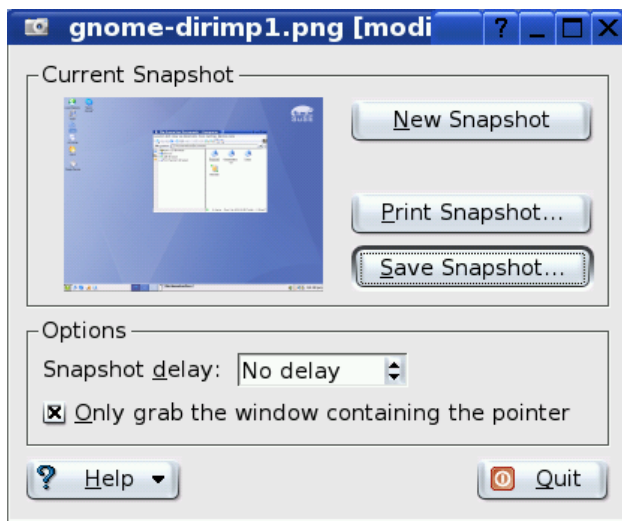 gnome-dirimp1.png [modi
Current Snapshot
SUSE
New Snapshot
Print Snapshot...
Save Snapshot...
Options
Snapshot delay: No delay
Only grab the window containing the pointer
Help
Quit